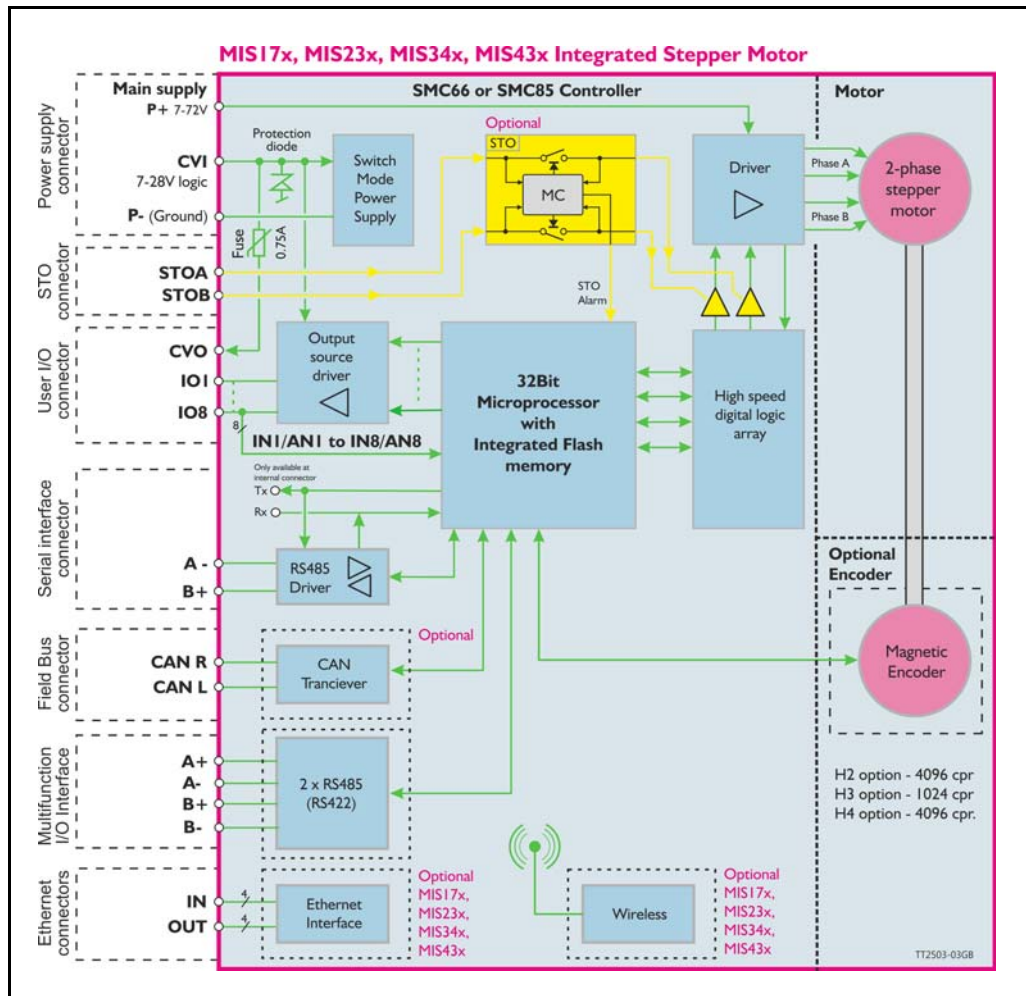 MIS17x, MIS23x, MIS34x, MIS43x Integrated Stepper Motor
Power supply
connector
Main supply
P+ 7-72V
CVI
7-28V logic
P- (Ground)
STO
connector
STOA
STOB
User I/O
connector
CVO
IO1
IO8
Serial interface
connector
A -
B+
Field Bus
connector
CAN R
CAN L
Multifunction
I/O Interface
A+
A-
B+
B-
Ethernet
connectors
IN
OUT
4
4
SMC66 or SMC85 Controller
Protection
diode
Fuse
0.75A
Switch
Mode
Power
Supply
Optional
STO
MC
STO
Alarm
Driver
Output
source
driver
8
IN1/AN1 to IN8/AN8
32Bit
Microprocessor
with
Integrated Flash
memory
High speed
digital logic
array
Only available at
internal connector
Tx
Rx
RS485
Driver
Optional
CAN
Tranciever
2 x RS485
(RS422)
Ethernet
Interface
Optional
MIS17x,
MIS23x,
MIS34x,
MIS43x
Wireless
Optional
MIS17x,
MIS23x,
MIS34x,
MIS43x
Motor
Phase A
Phase B
2-phase
stepper
motor
Optional
Encoder
Magnetic
Encoder
H2 option - 4096 cpr
H3 option - 1024 cpr
H4 option - 4096 cpr.
TT2503-03GB